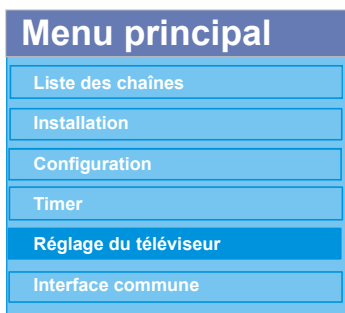 Menu principal
Liste des chaînes
Installation
Configuration
Timer
Réglage du téléviseur
Interface commune